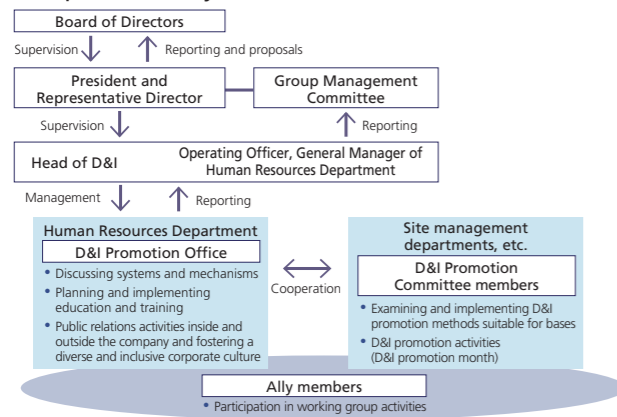 Board of Directors
Supervision
Reporting and proposals
President and
Representative Director
Group Management
Committee
Supervision
Reporting
Head of D&I
Operating Officer, General Manager of
Human Resources Department
Management
Reporting
Human Resources Department
D&I Promotion Office
• Discussing systems and mechanisms
• Planning and implementing
education and training
• Public relations activities inside and
outside the company and fostering a
diverse and inclusive corporate culture
Cooperation
Site management
departments, etc.
D&I Promotion
Committee members
• Examining and implementing D&I
promotion methods suitable for bases
• D&I promotion activities
(D&I promotion month)
Ally members
• Participation in working group activities